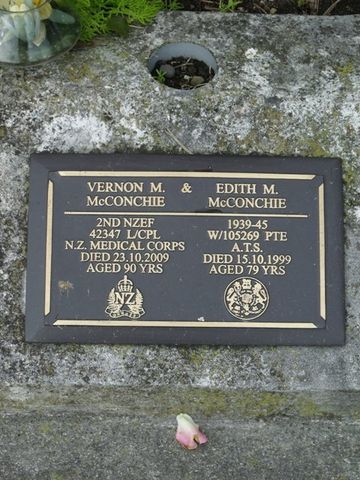 VERNON M. & EDITH M.
McCONCHIE McCONCHIE
2ND NZEF
42347 L/CPL
N.Z. MEDICAL CORPS
DIED 23.10.2009
AGED 90 YRS
NZ
1939-45
W/105269 PTE
A.T.S.
DIED 15.10.1999
AGED 79 YRS